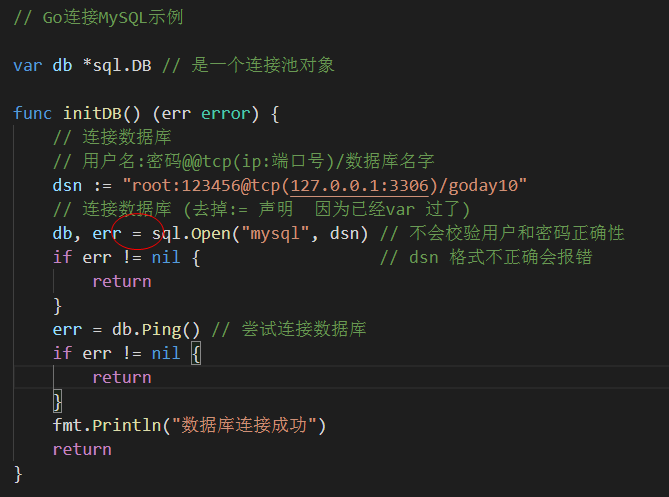 // Go连接MySQL示例
var db *sql.DB // 是一个连接池对象
func initDB() (err error) {
// 连接数据库
// 用户名:密码@@tcp(ip:端口号)/数据库名字
dsn := "root:123456@tcp(127.0.0.1:3306)/goday10"
// 连接数据库 (去掉:= 声明  因为已经var 过了)
db, err = sql.Open("mysql", dsn) // 不会校验用户和密码正确性
if err != nil {                  // dsn 格式不正确会报错
return
}
err = db.Ping() // 尝试连接数据库
if err != nil {
return
}
fmt.Println("数据库连接成功")
return
}